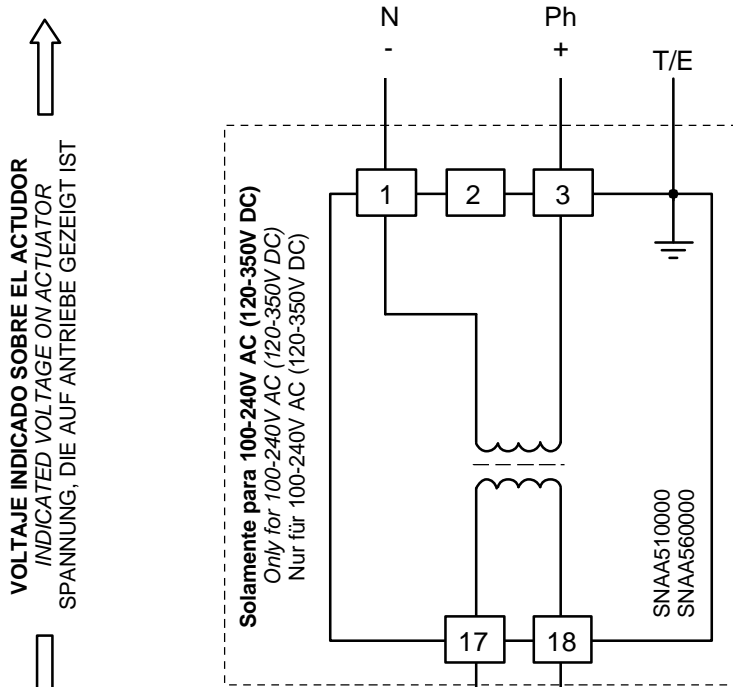 N
Ph
-
+
T/E
VOLTAJE INDICADO SOBRE EL ACTUDOR
INDICATED VOLTAGE ON ACTUATOR
SPANNUNG, DIE AUF ANTRIEBE GEZEIGT IST
1
2
3
Solamente para 100-240V AC (120-350V DC)
Only for 100-240V AC (120-350V DC)
Nur für 100-240V AC (120-350V DC)
SNAA510000
SNAA560000
17
18